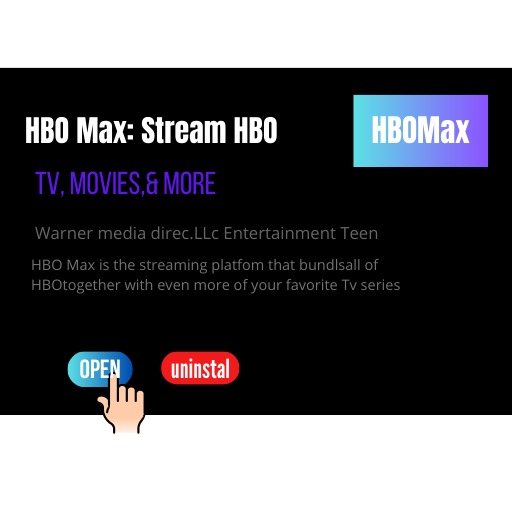 HBO Max: Stream HBO
HBOMax
TV, MOVIES,& MORE
Warner media direc.LLc Entertainment Teen
HBO Max is the streaming platfom that bundlsall of
HBOtogether with even more of your favorite Tv series
OPEN
uninstal